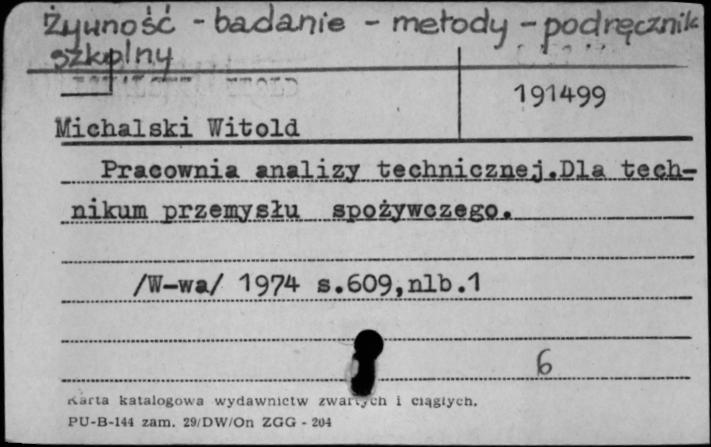 Żywność - badanie - metody - podręcznik
szkolny
191499
Michalski Witold
Pracownia analizy technicznej.Dla tech-
nikum przemysłu spożywczego.
/W-wa/ 1974 s.609,nlb.1
6
Karta katalogowa wydawnictw zwartych i ciągłych.
PU-B-144 zam. 29/DW/On ZGG - 204